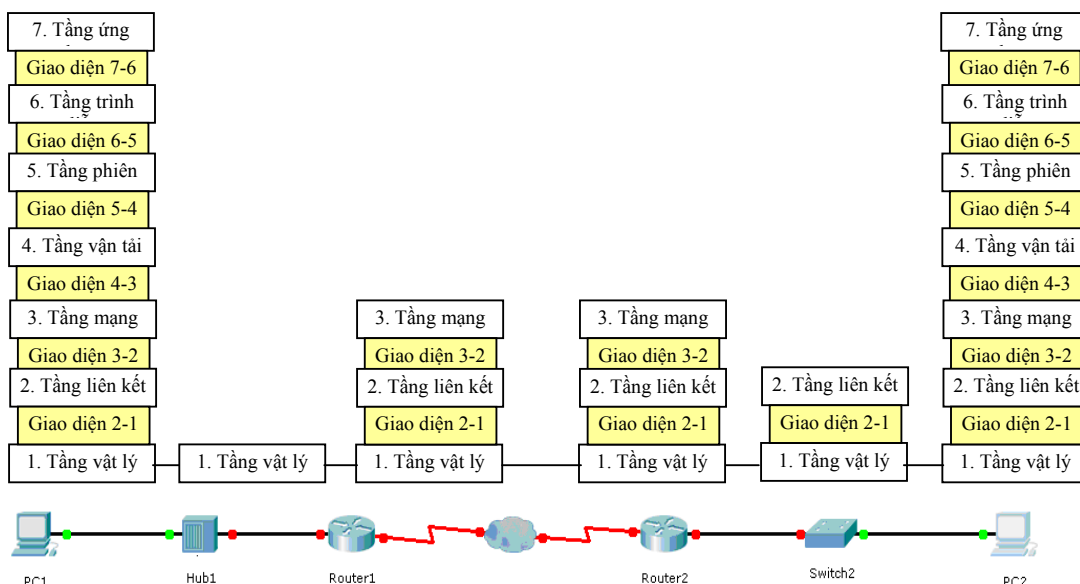 7. Tầng ứng
Giao diện 7-6
6. Tầng trình
Giao diện 6-5
5. Tầng phiên
Giao diện 5-4
4. Tầng vận tải
Giao diện 4-3
3. Tầng mạng
Giao diện 3-2
2. Tầng liên kết
Giao diện 2-1
1. Tầng vật lý
1. Tầng vật lý
3. Tầng mạng
Giao diện 3-2
2. Tầng liên kết
Giao diện 2-1
1. Tầng vật lý
3. Tầng mạng
Giao diện 3-2
2. Tầng liên kết
Giao diện 2-1
1. Tầng vật lý
2. Tầng liên kết
Giao diện 2-1
1. Tầng vật lý
7. Tầng ứng
Giao diện 7-6
6. Tầng trình
Giao diện 6-5
5. Tầng phiên
Giao diện 5-4
4. Tầng vận tải
Giao diện 4-3
3. Tầng mạng
Giao diện 3-2
2. Tầng liên kết
Giao diện 2-1
1. Tầng vật lý
PC1
Hub1
Router1
Router2
Switch2
PC2